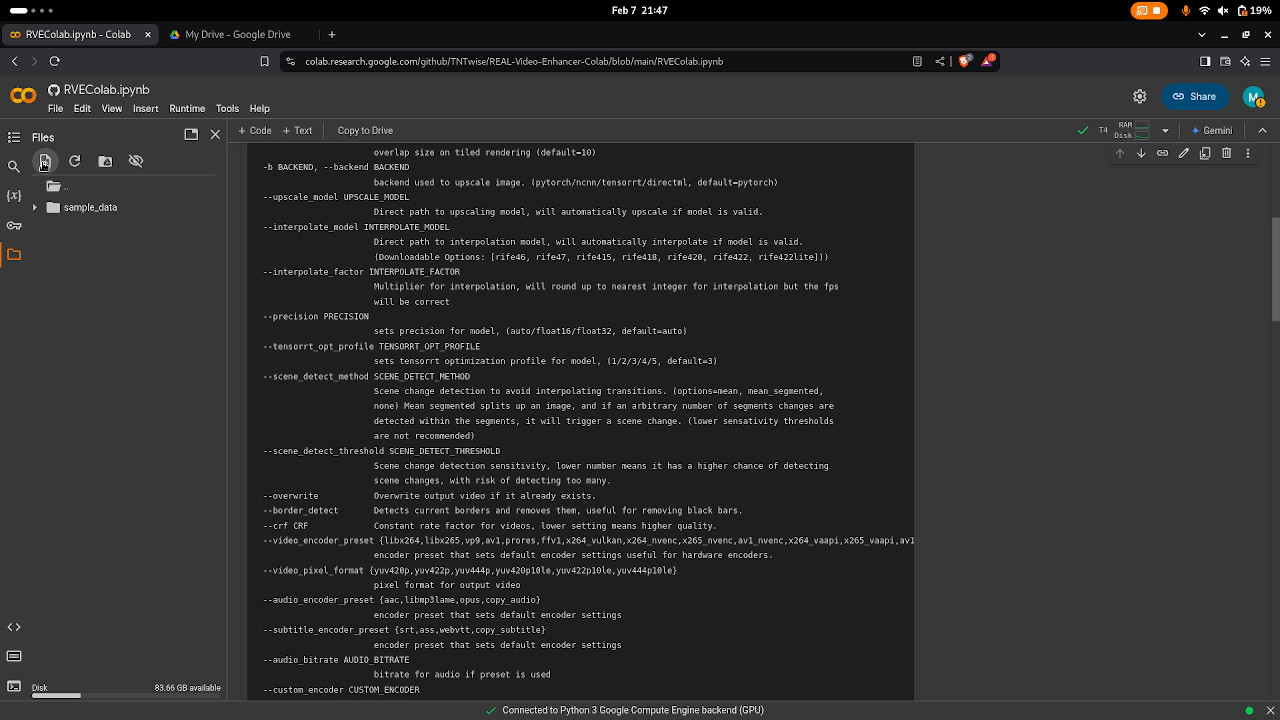 Feb 7 21:47
19%
RVEColab.ipynb - Colab
My Drive - Google Drive
colab.research.google.com/github/TNTwise/REAL-Video-Enhancer-Colab/blob/main/RVEColab.ipynb
RVEColab.ipynb
Share
M
File Edit View Insert Runtime Tools Help
Files
+ Code + Text Copy to Drive
T4 RAM Disk
Gemini
..
sample_data
overlap size on tiled rendering (default=10)
-b BACKEND, --backend BACKEND
backend used to upscale image. (pytorch/ncnn/tensorrt/directml, default=pytorch)
--upscale_model UPSCALE_MODEL
Direct path to upscaling model, will automatically upscale if model is valid.
--interpolate_model INTERPOLATE_MODEL
Direct path to interpolation model, will automatically interpolate if model is valid.
(Downloadable Options: [rife46, rife47, rife415, rife418, rife420, rife422, rife422lite]))
--interpolate_factor INTERPOLATE_FACTOR
Multiplier for interpolation, will round up to nearest integer for interpolation but the fps
will be correct
--precision PRECISION
sets precision for model, (auto/float16/float32, default=auto)
--tensorrt_opt_profile TENSORRT_OPT_PROFILE
sets tensorrt optimization profile for model, (1/2/3/4/5, default=3)
--scene_detect_method SCENE_DETECT_METHOD
Scene change detection to avoid interpolating transitions. (options=mean, mean_segmented,
none) Mean segmented splits up an image, and if an arbitrary number of segments changes are
detected within the segments, it will trigger a scene change. (lower sensativity thresholds
are not recommended)
--scene_detect_threshold SCENE_DETECT_THRESHOLD
Scene change detection sensitivity, lower number means it has a higher chance of detecting
scene changes, with risk of detecting too many.
--overwrite Overwrite output video if it already exists.
--border_detect Detects current borders and removes them, useful for removing black bars.
--crf CRF Constant rate factor for videos, lower setting means higher quality.
--video_encoder_preset {libx264,libx265,vp9,av1,prores,ffv1,x264_vulkan,x264_nvenc,x265_nvenc,av1_nvenc,x264_vaapi,x265_vaapi,av1
encoder preset that sets default encoder settings useful for hardware encoders.
--video_pixel_format {yuv420p,yuv422p,yuv444p,yuv420p10le,yuv422p10le,yuv444p10le}
pixel format for output video
--audio_encoder_preset {aac,libmp3lame,opus,copy_audio}
encoder preset that sets default encoder settings
--subtitle_encoder_preset {srt,ass,webvtt,copy_subtitle}
encoder preset that sets default encoder settings
--audio_bitrate AUDIO_BITRATE
bitrate for audio if preset is used
--custom_encoder CUSTOM_ENCODER
Disk 83.66 GB available
Connected to Python 3 Google Compute Engine backend (GPU)